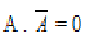 A . A̅ = 0